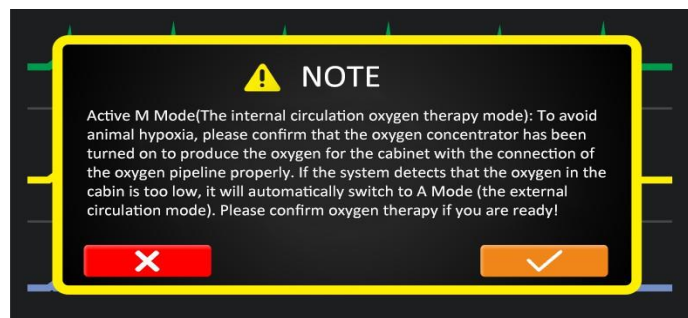 NOTE
Active M Mode(The internal circulation oxygen therapy mode): To avoid
animal hypoxia, please confirm that the oxygen concentrator has been
turned on to produce the oxygen for the cabinet with the connection of
the oxygen pipeline properly. If the system detects that the oxygen in the
cabin is too low, it will automatically switch to A Mode (the external
circulation mode). Please confirm oxygen therapy if you are ready!